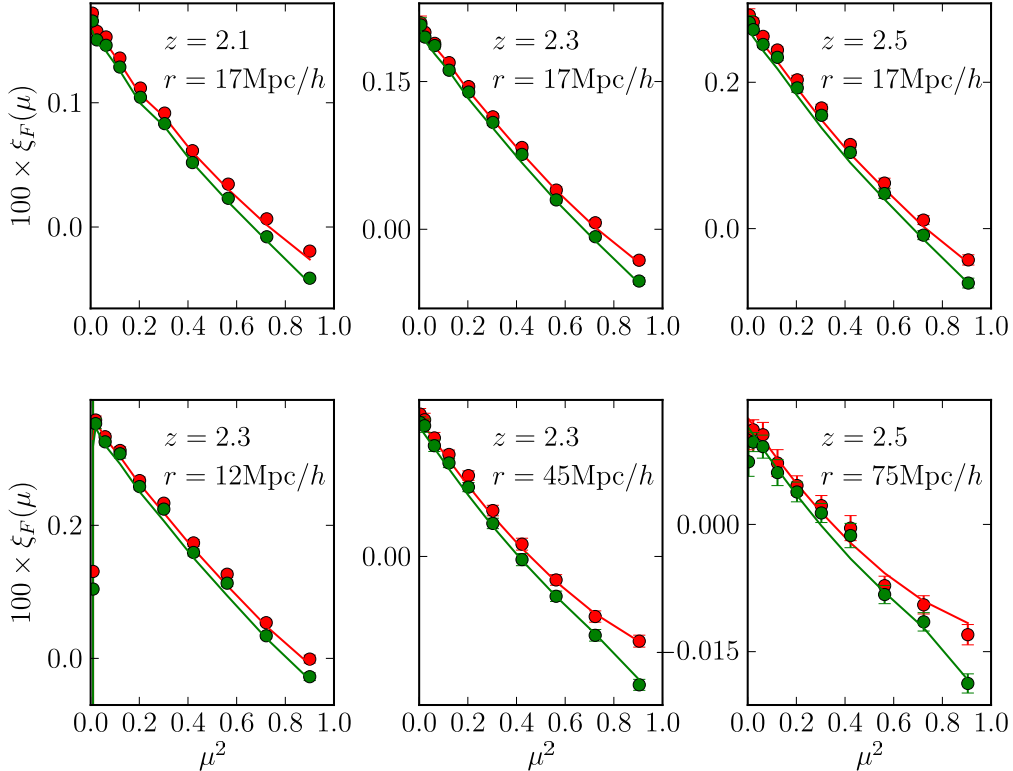 z = 2.1
r = 17Mpc/h
100 × ξ_F(μ)
0.1
0.0
0.0 0.2 0.4 0.6 0.8 1.0
z = 2.3
r = 17Mpc/h
0.15
0.00
0.0 0.2 0.4 0.6 0.8 1.0
z = 2.5
r = 17Mpc/h
0.2
0.0
0.0 0.2 0.4 0.6 0.8 1.0
z = 2.3
r = 12Mpc/h
100 × ξ_F(μ)
0.2
0.0
0.0 0.2 0.4 0.6 0.8 1.0
μ²
z = 2.3
r = 45Mpc/h
0.00
0.0 0.2 0.4 0.6 0.8 1.0
μ²
z = 2.5
r = 75Mpc/h
0.000
−0.015
0.0 0.2 0.4 0.6 0.8 1.0
μ²